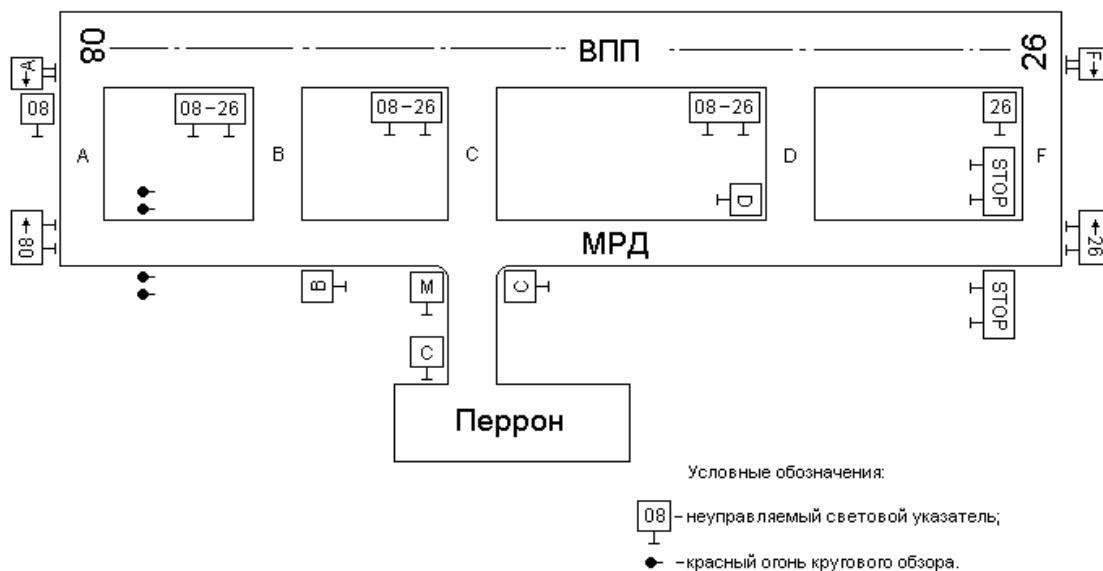 08
ВПП
26
A
F
08
08-26
08-26
08-26
26
A
B
C
D
F
STOP
D
08
МРД
26
B
M
C
STOP
C
Перрон
Условные обозначения:
08 – неуправляемый световой указатель;
– красный огонь кругового обзора.